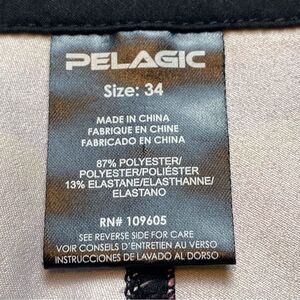 PELAGIC
Size: 34
MADE IN CHINA
FABRIQUE EN CHINE
FABRICADO EN CHINA
87% POLYESTER/
POLYESTER/POLIÉSTER
13% ELASTANE/ELASTHANNE/
ELASTANO
RN# 109605
SEE REVERSE SIDE FOR CARE
VOIR CONSEILS D'ENTRETIEN AU VERSO
INSTRUCCIONES DE LAVADO AL DORSO